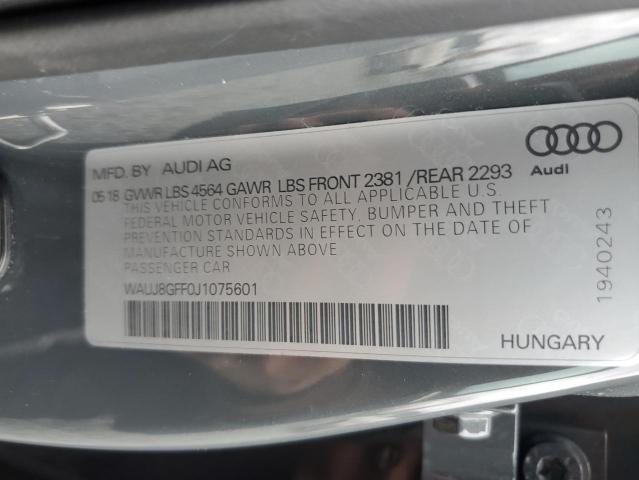 MFD. BY AUDI AG
05 18 GVWR LBS 4564 GAWR LBS FRONT 2381 /REAR 2293
THIS VEHICLE CONFORMS TO ALL APPLICABLE U.S.
FEDERAL MOTOR VEHICLE SAFETY, BUMPER AND THEFT
PREVENTION STANDARDS IN EFFECT ON THE DATE OF
MANUFACTURE SHOWN ABOVE
PASSENGER CAR
WAUJ8GFF0J1075601
Audi
1940243
HUNGARY